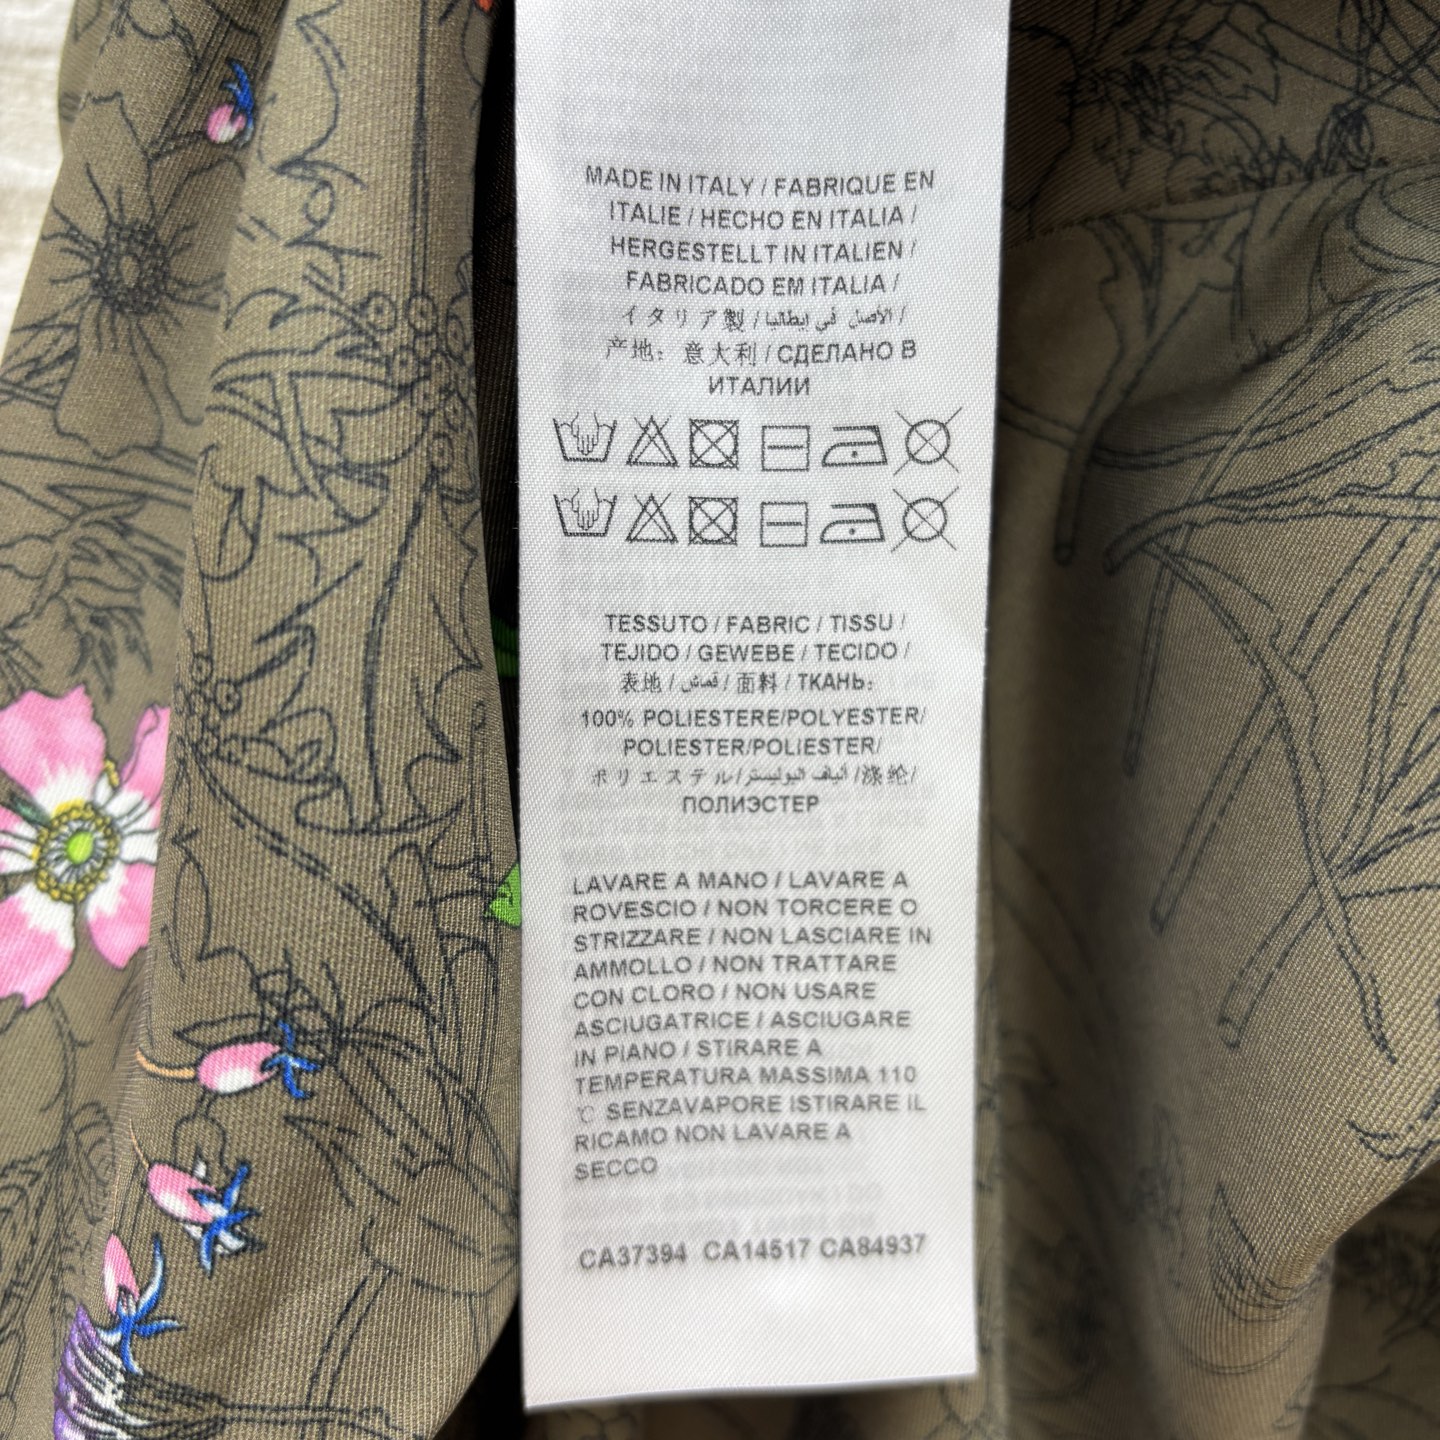 MADE IN ITALY / FABRIQUE EN
ITALIE / HECHO EN ITALIA /
HERGESTELLT IN ITALIEN /
FABRICADO EM ITALIA /
イタリア製 / الأصل في إيطاليا /
产地：意大利 / СДЕЛАНО В
ИТАЛИИ
TESSUTO / FABRIC / TISSU /
TEJIDO / GEWEBE / TECIDO /
表地 / قماش / 面料 / ТКАНЬ:
100% POLIESTERE/POLYESTER/
POLIESTER/POLIESTER/
ポリエステル/الياف البوليستر/涤纶/
ПОЛИЭСТЕР
LAVARE A MANO / LAVARE A
ROVESCIO / NON TORCERE O
STRIZZARE / NON LASCIARE IN
AMMOLLO / NON TRATTARE
CON CLORO / NON USARE
ASCIUGATRICE / ASCIUGARE
IN PIANO / STIRARE A
TEMPERATURA MASSIMA 110
℃ SENZAVAPORE ISTIRARE IL
RICAMO NON LAVARE A
SECCO
CA37394 CA14517 CA84937